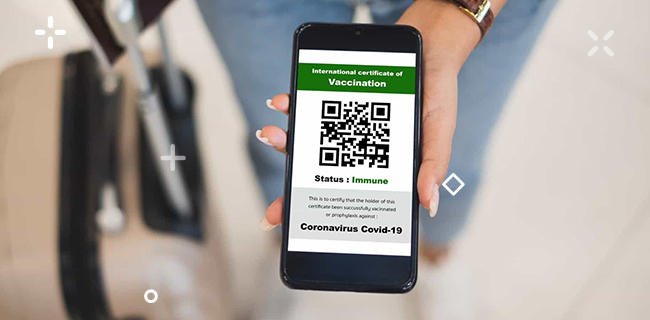 International certificate of
Vaccination
Status : Immune
This is to certify that the holder of this
certificate been successfully vaccinated
or prophylaxis against :
Coronavirus Covid-19